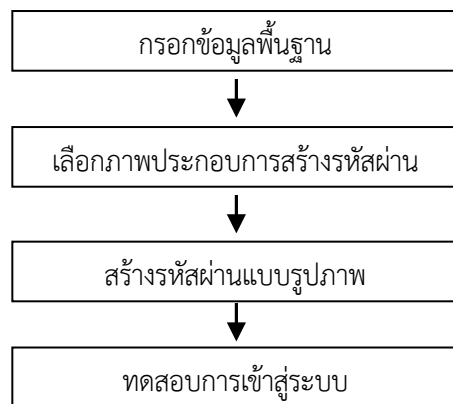 กรอกข้อมูลพื้นฐาน
เลือกภาพประกอบการสร้างรหัสผ่าน
สร้างรหัสผ่านแบบรูปภาพ
ทดสอบการเข้าสู่ระบบ